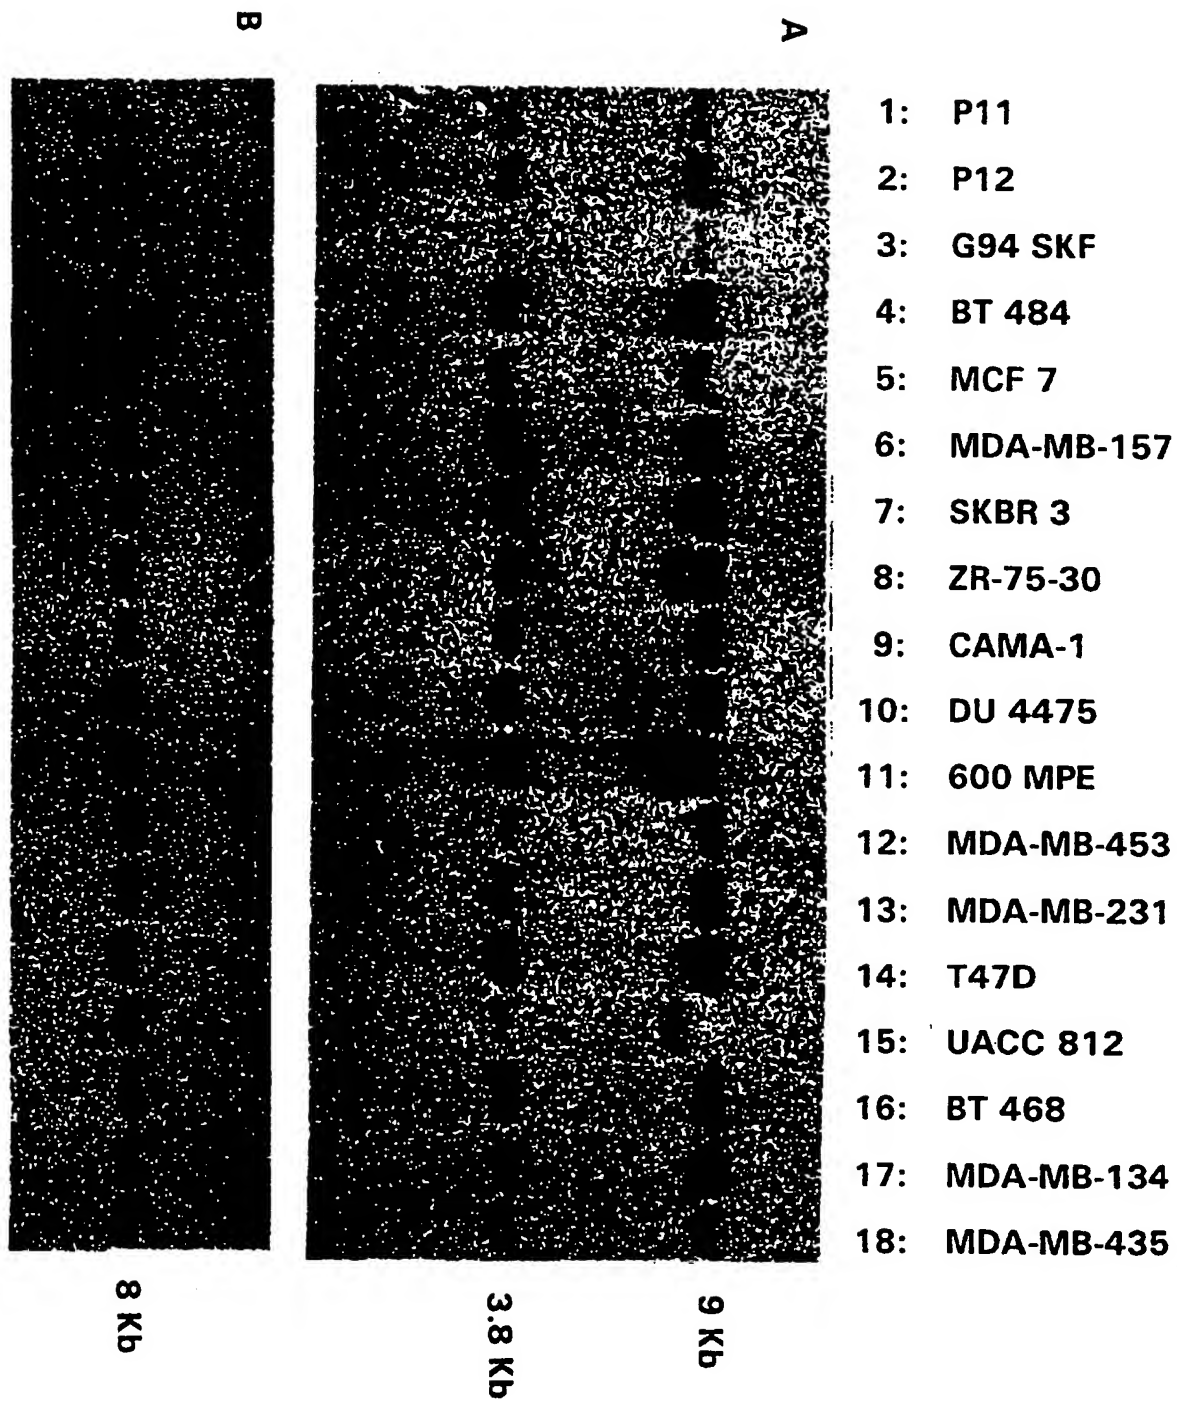 B
A
1: P11
2: P12
3: G94 SKF
4: BT 484
5: MCF 7
6: MDA-MB-157
7: SKBR 3
8: ZR-75-30
9: CAMA-1
10: DU 4475
11: 600 MPE
12: MDA-MB-453
13: MDA-MB-231
14: T47D
15: UACC 812
16: BT 468
17: MDA-MB-134
18: MDA-MB-435
8 Kb
3.8 Kb
9 Kb